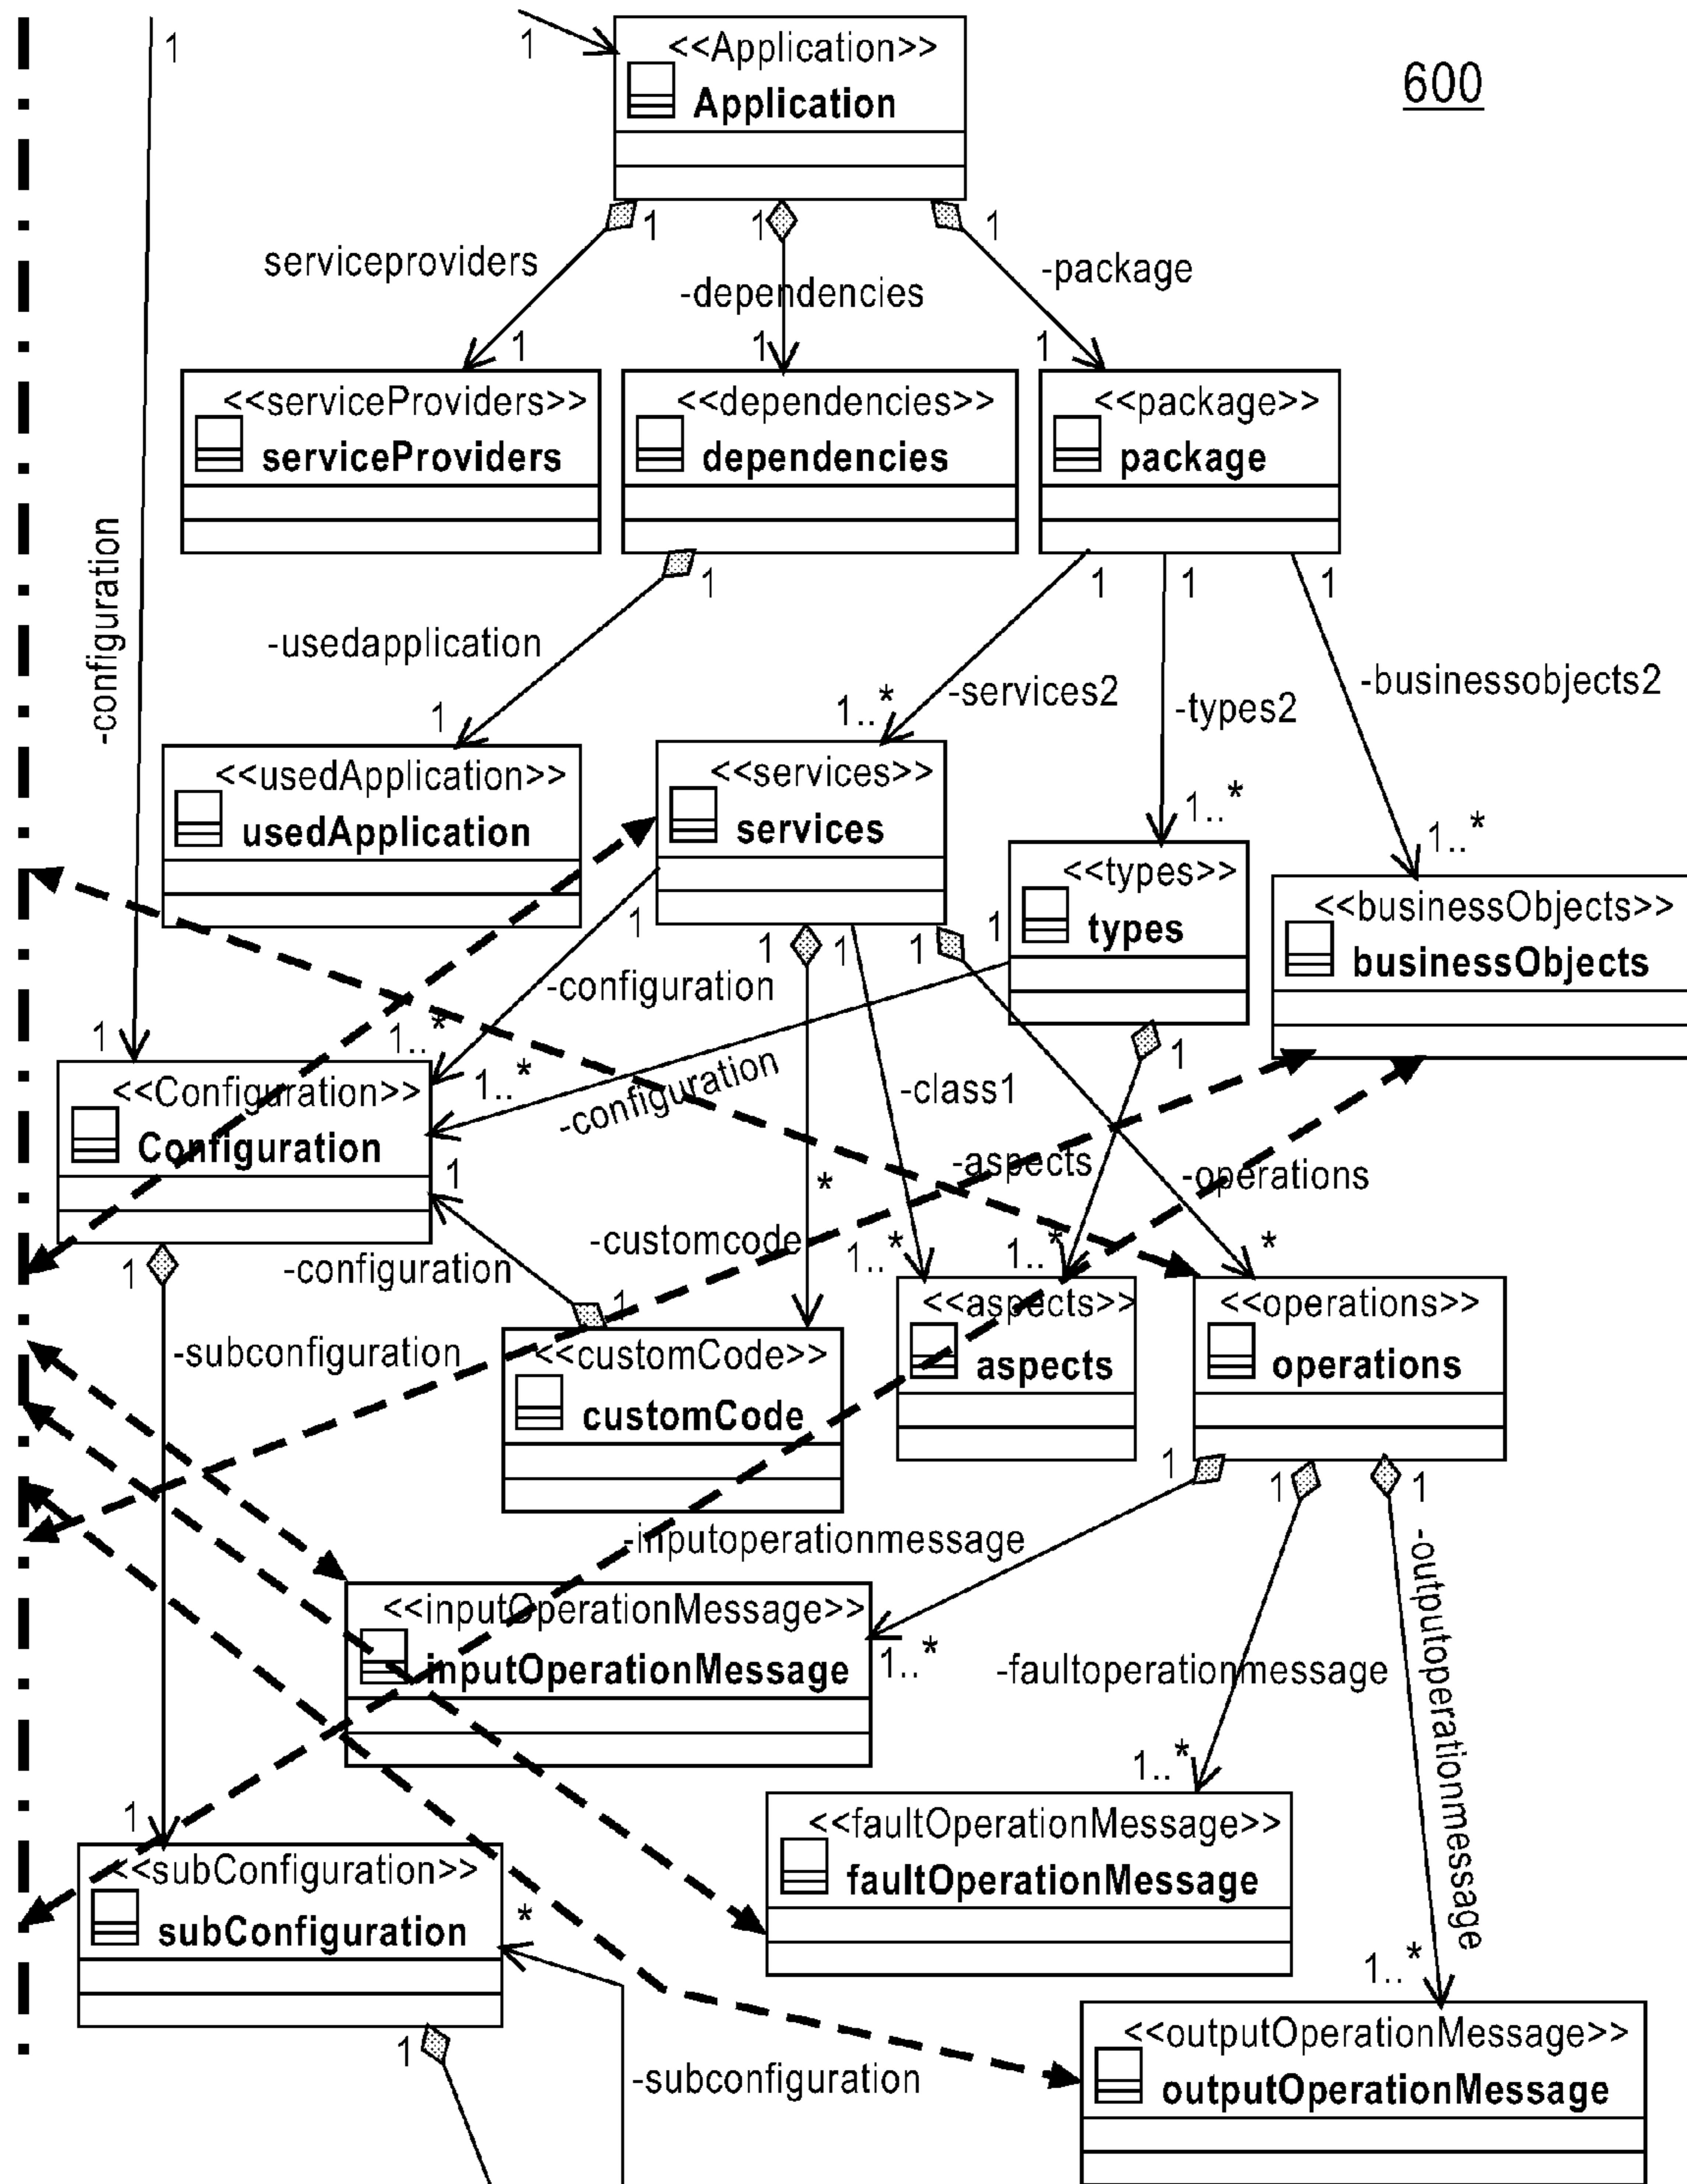 1
1
<<Application>>
Application
600
1
1
1
serviceproviders
-dependencies
-package
1
1
1
<<serviceProviders>>
serviceProviders
<<dependencies>>
dependencies
<<package>>
package
-configuration
1
1
1
1
-usedapplication
-services2
-types2
-businessobjects2
1
1..*
1..*
1..*
<<usedApplication>>
usedApplication
<<services>>
services
<<types>>
types
<<businessObjects>>
businessObjects
1
1
1
1
1
-configuration
1
1..*
1..*
-configuration
1
-class1
<<Configuration>>
Configuration
1
-aspects
-operations
*
-customcode
1..*
1..*
*
1
-configuration
1
-subconfiguration
<<customCode>>
customCode
<<aspects>>
aspects
<<operations>>
operations
1
1
1
-inputoperationmessage
-outputoperationmessage
<<inputOperationMessage>>
inputOperationMessage
1..*
-faultoperationmessage
1..*
1
<<subConfiguration>>
subConfiguration
*
<<faultOperationMessage>>
faultOperationMessage
1..*
1
-subconfiguration
<<outputOperationMessage>>
outputOperationMessage